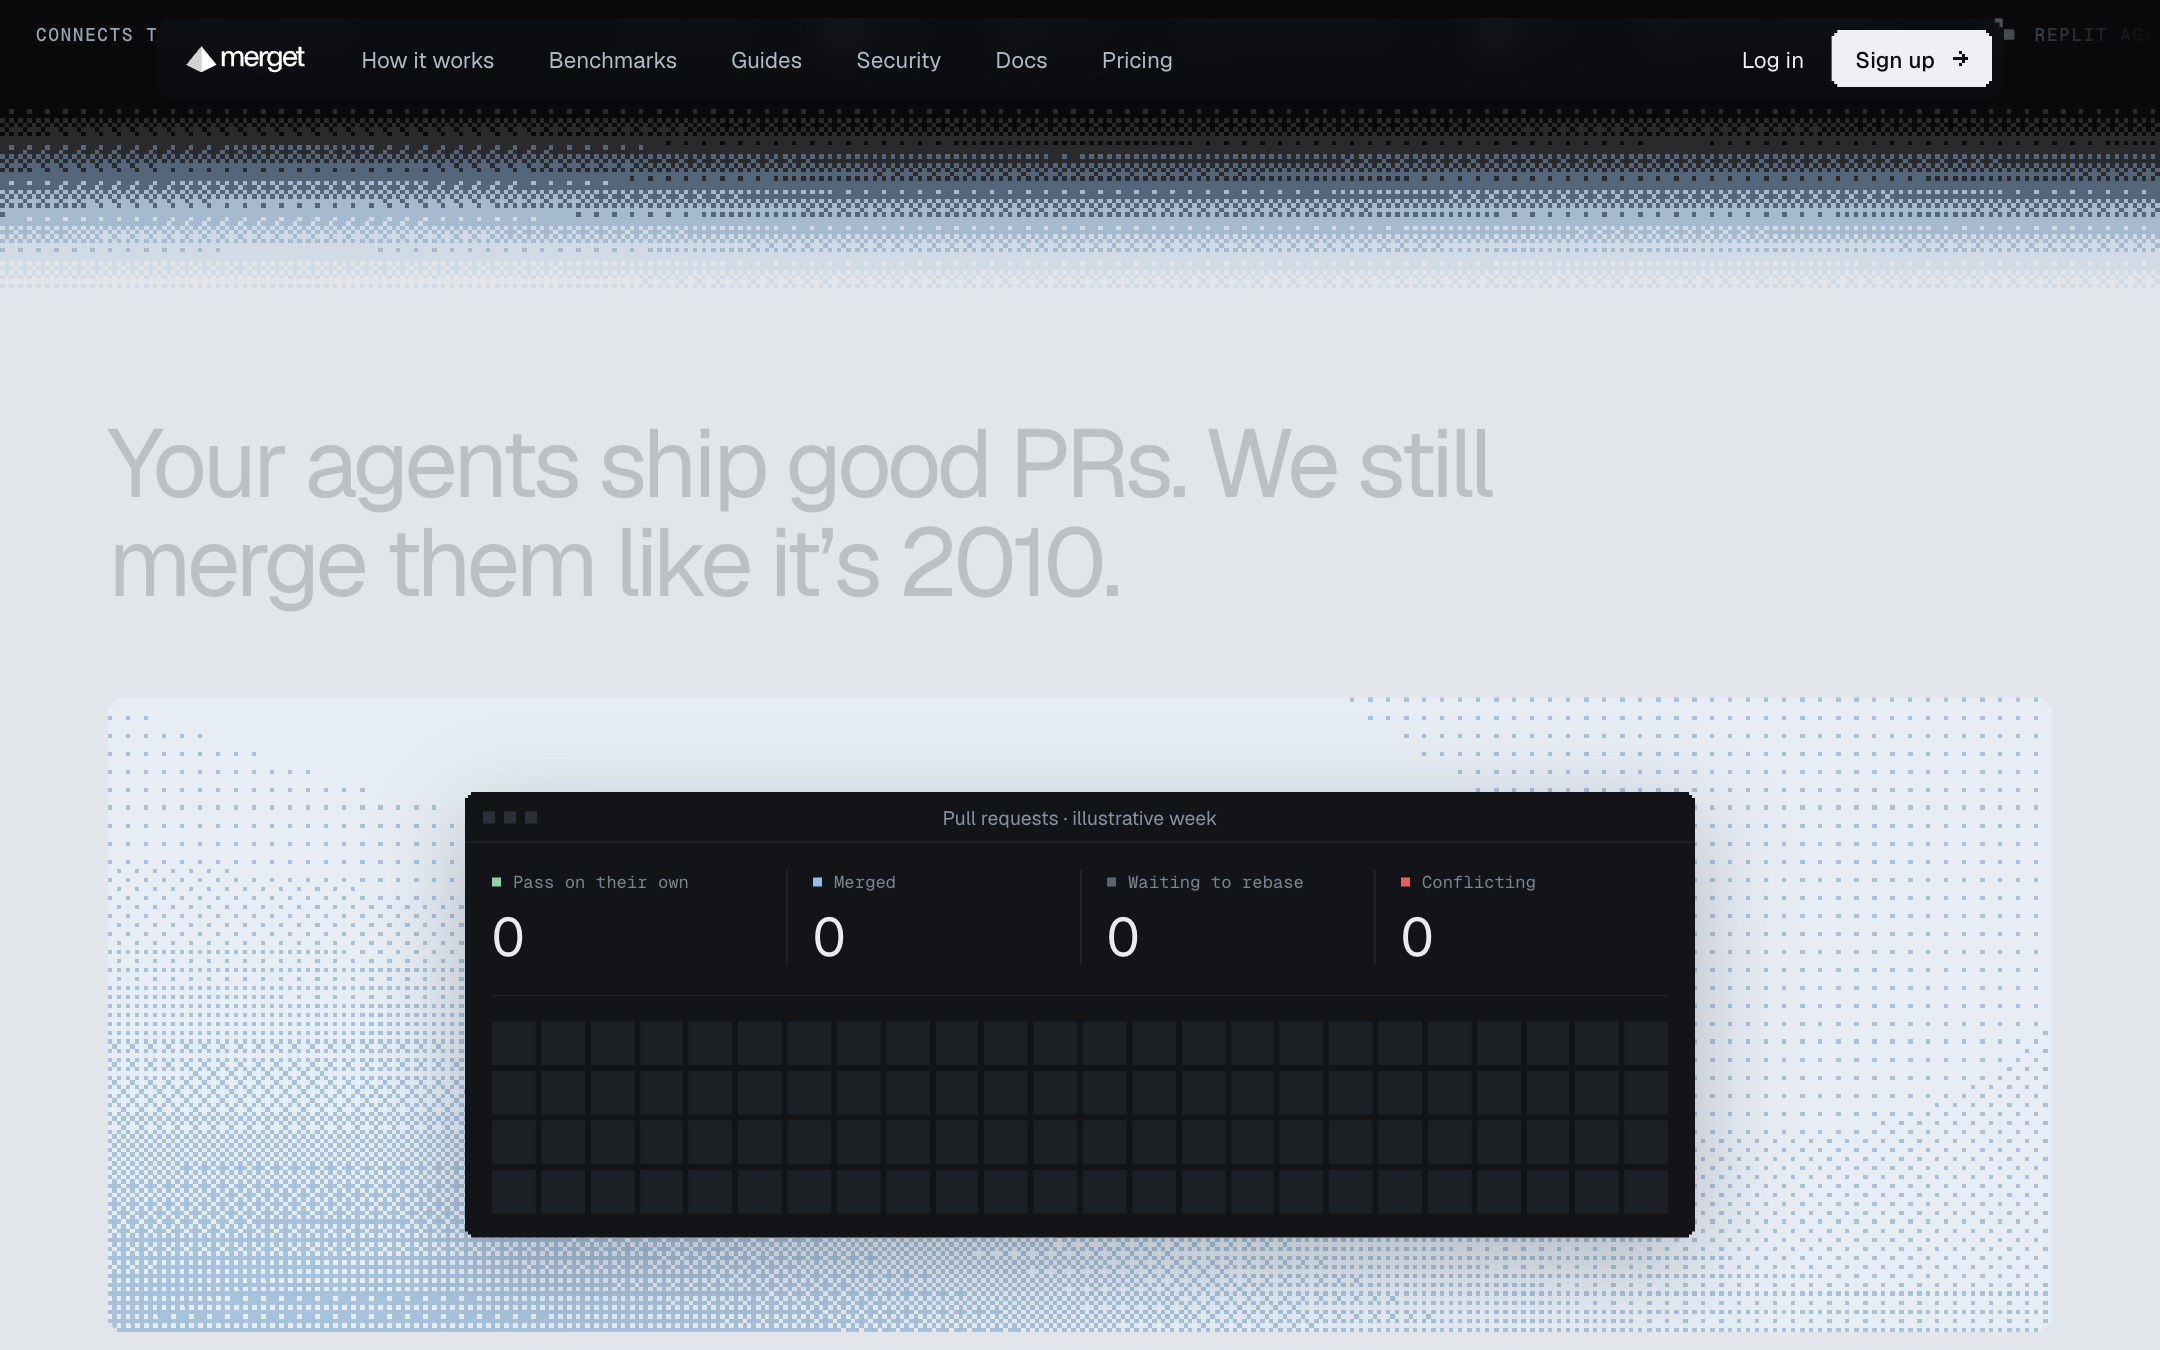 CONNECTS T
merget
How it works
Benchmarks
Guides
Security
Docs
Pricing
Log in
Sign up
REPLIT AGE
Your agents ship good PRs. We still
merge them like it’s 2010.
Pull requests · illustrative week
Pass on their own
0
Merged
0
Waiting to rebase
0
Conflicting
0